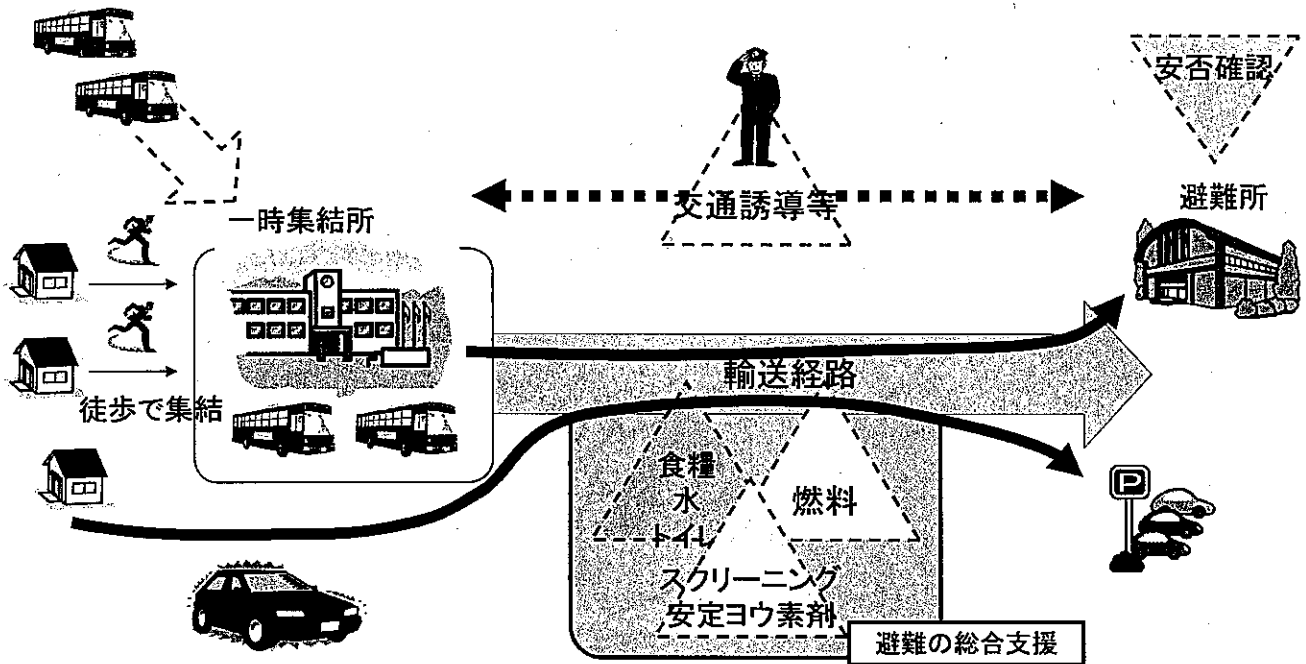 安否確認
交通誘導等
避難所
一時集結所
徒歩で集結
輸送経路
食糧
水
トイレ
燃料
スクリーニング
安定ヨウ素剤
避難の総合支援
P